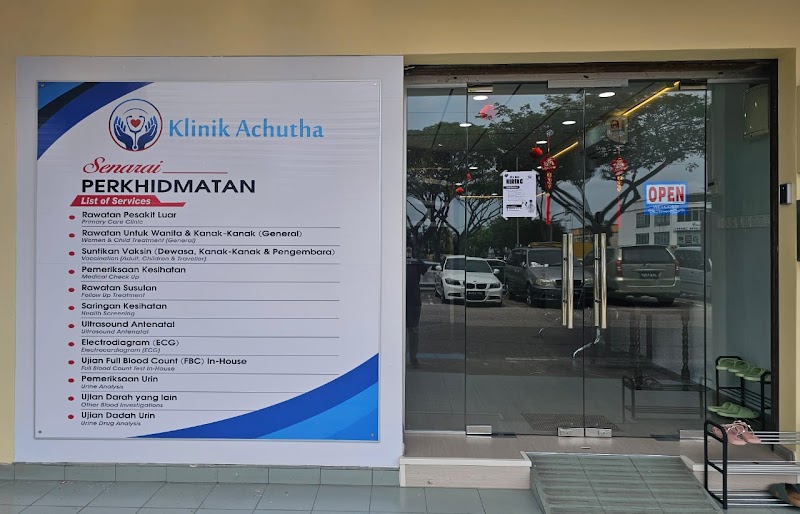 Klinik Achutha
Senarai
PERKHIDMATAN
List of Services
Rawatan Pesakit Luar
Primary Care Clinic
Rawatan Untuk Wanita & Kanak-Kanak (General)
Women & Child Treatment (General)
Suntikan Vaksin (Dewasa, Kanak-Kanak & Pengembara)
Vaccination (Adult, Children & Traveller)
Pemeriksaan Kesihatan
Medical Check Up
Rawatan Susulan
Follow Up Treatment
Saringan Kesihatan
Health Screening
Ultrasound Antenatal
Ultrasound Antenatal
Electrodiagram (ECG)
Electrocardiogram (ECG)
Ujian Full Blood Count (FBC) In-House
Full Blood Count Test In-House
Pemeriksaan Urin
Urine Analysis
Ujian Darah yang lain
Other Blood Investigations
Ujian Dadah Urin
Urine Drug Analysis
HIRING
OPEN